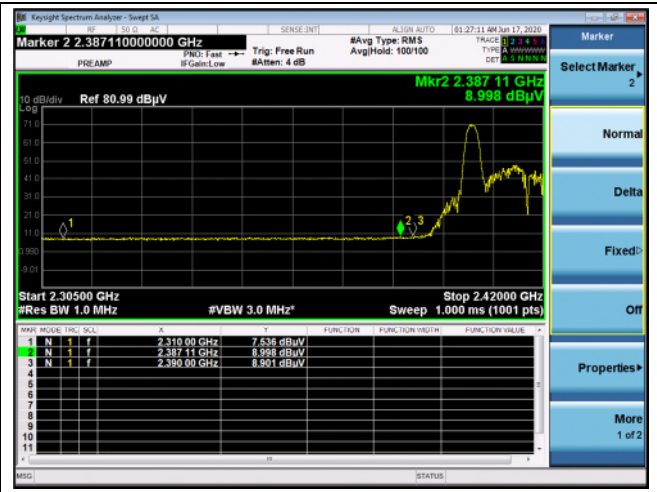 Keysight Spectrum Analyzer - Swept SA
RF 50 Ω AC SENSE:INT ALIGN AUTO 01:27:11 AM Jun 17, 2020
Marker 2 2.387110000000 GHz
PREAMP
PNO: Fast
IFGain:Low
Trig: Free Run
#Atten: 4 dB
#Avg Type: RMS
Avg|Hold: 100/100
TRACE 1 2 3 4 5 6
TYPE A WWWWW
DET A S N N N N
Mkr2 2.387 11 GHz
8.998 dBµV
10 dB/div Ref 80.99 dBµV
Log
71.0
61.0
51.0
41.0
31.0
21.0
11.0
0.990
-9.01
1
2
3
Start 2.30500 GHz Stop 2.42000 GHz
#Res BW 1.0 MHz #VBW 3.0 MHz* Sweep 1.000 ms (1001 pts)
MKR MODE TRC SCL X Y FUNCTION FUNCTION WIDTH FUNCTION VALUE
1 N 1 f 2.310 00 GHz 7.536 dBµV
2 N 1 f 2.387 11 GHz 8.998 dBµV
3 N 1 f 2.390 00 GHz 8.901 dBµV
4
5
6
7
8
9
10
11
MSG STATUS
Marker
Select Marker
2
Normal
Delta
Fixed
Off
Properties
More
1 of 2